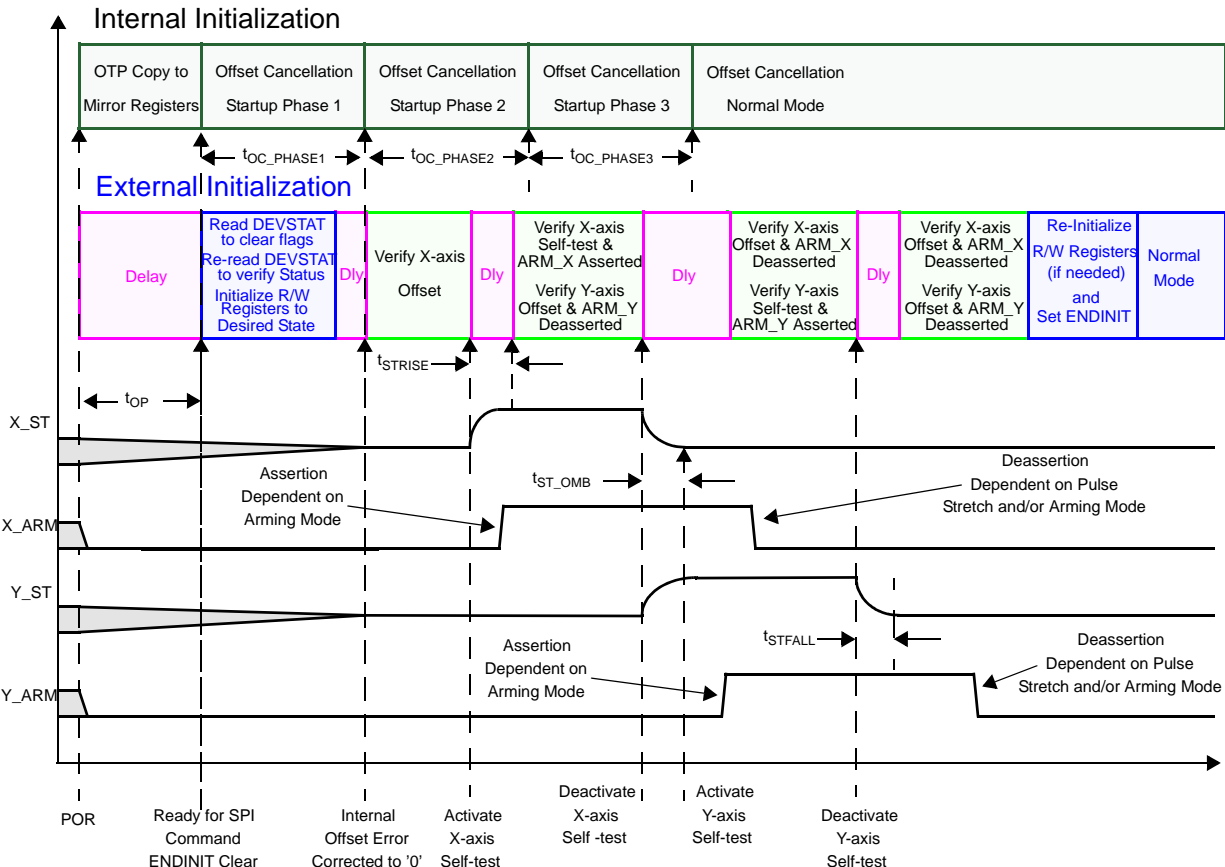 Internal Initialization
OTP Copy to
Mirror Registers
Offset Cancellation
Startup Phase 1
Offset Cancellation
Startup Phase 2
Offset Cancellation
Startup Phase 3
Offset Cancellation
Normal Mode
tOC_PHASE1
tOC_PHASE2
tOC_PHASE3
External Initialization
Delay
Read DEVSTAT
to clear flags
Re-read DEVSTAT
to verify Status
Initialize R/W
Registers to
Desired State
Dly
Verify X-axis
Offset
Dly
Verify X-axis
Self-test &
ARM_X Asserted
Verify Y-axis
Offset & ARM_Y
Deasserted
Dly
Verify X-axis
Offset & ARM_X
Deasserted
Verify Y-axis
Self-test &
ARM_Y Asserted
Dly
Verify X-axis
Offset & ARM_X
Deasserted
Verify Y-axis
Offset & ARM_Y
Deasserted
Re-Initialize
R/W Registers
(if needed)
and
Set ENDINIT
Normal
Mode
tSTRISE
tOP
X_ST
Assertion
Dependent on
Arming Mode
tST_OMB
Deassertion
Dependent on Pulse
Stretch and/or Arming Mode
X_ARM
Y_ST
Assertion
Dependent on
Arming Mode
tSTFALL
Deassertion
Dependent on Pulse
Stretch and/or Arming Mode
Y_ARM
POR
Ready for SPI
Command
ENDINIT Clear
Internal
Offset Error
Corrected to '0'
Activate
X-axis
Self-test
Deactivate
X-axis
Self -test
Activate
Y-axis
Self-test
Deactivate
Y-axis
Self-test